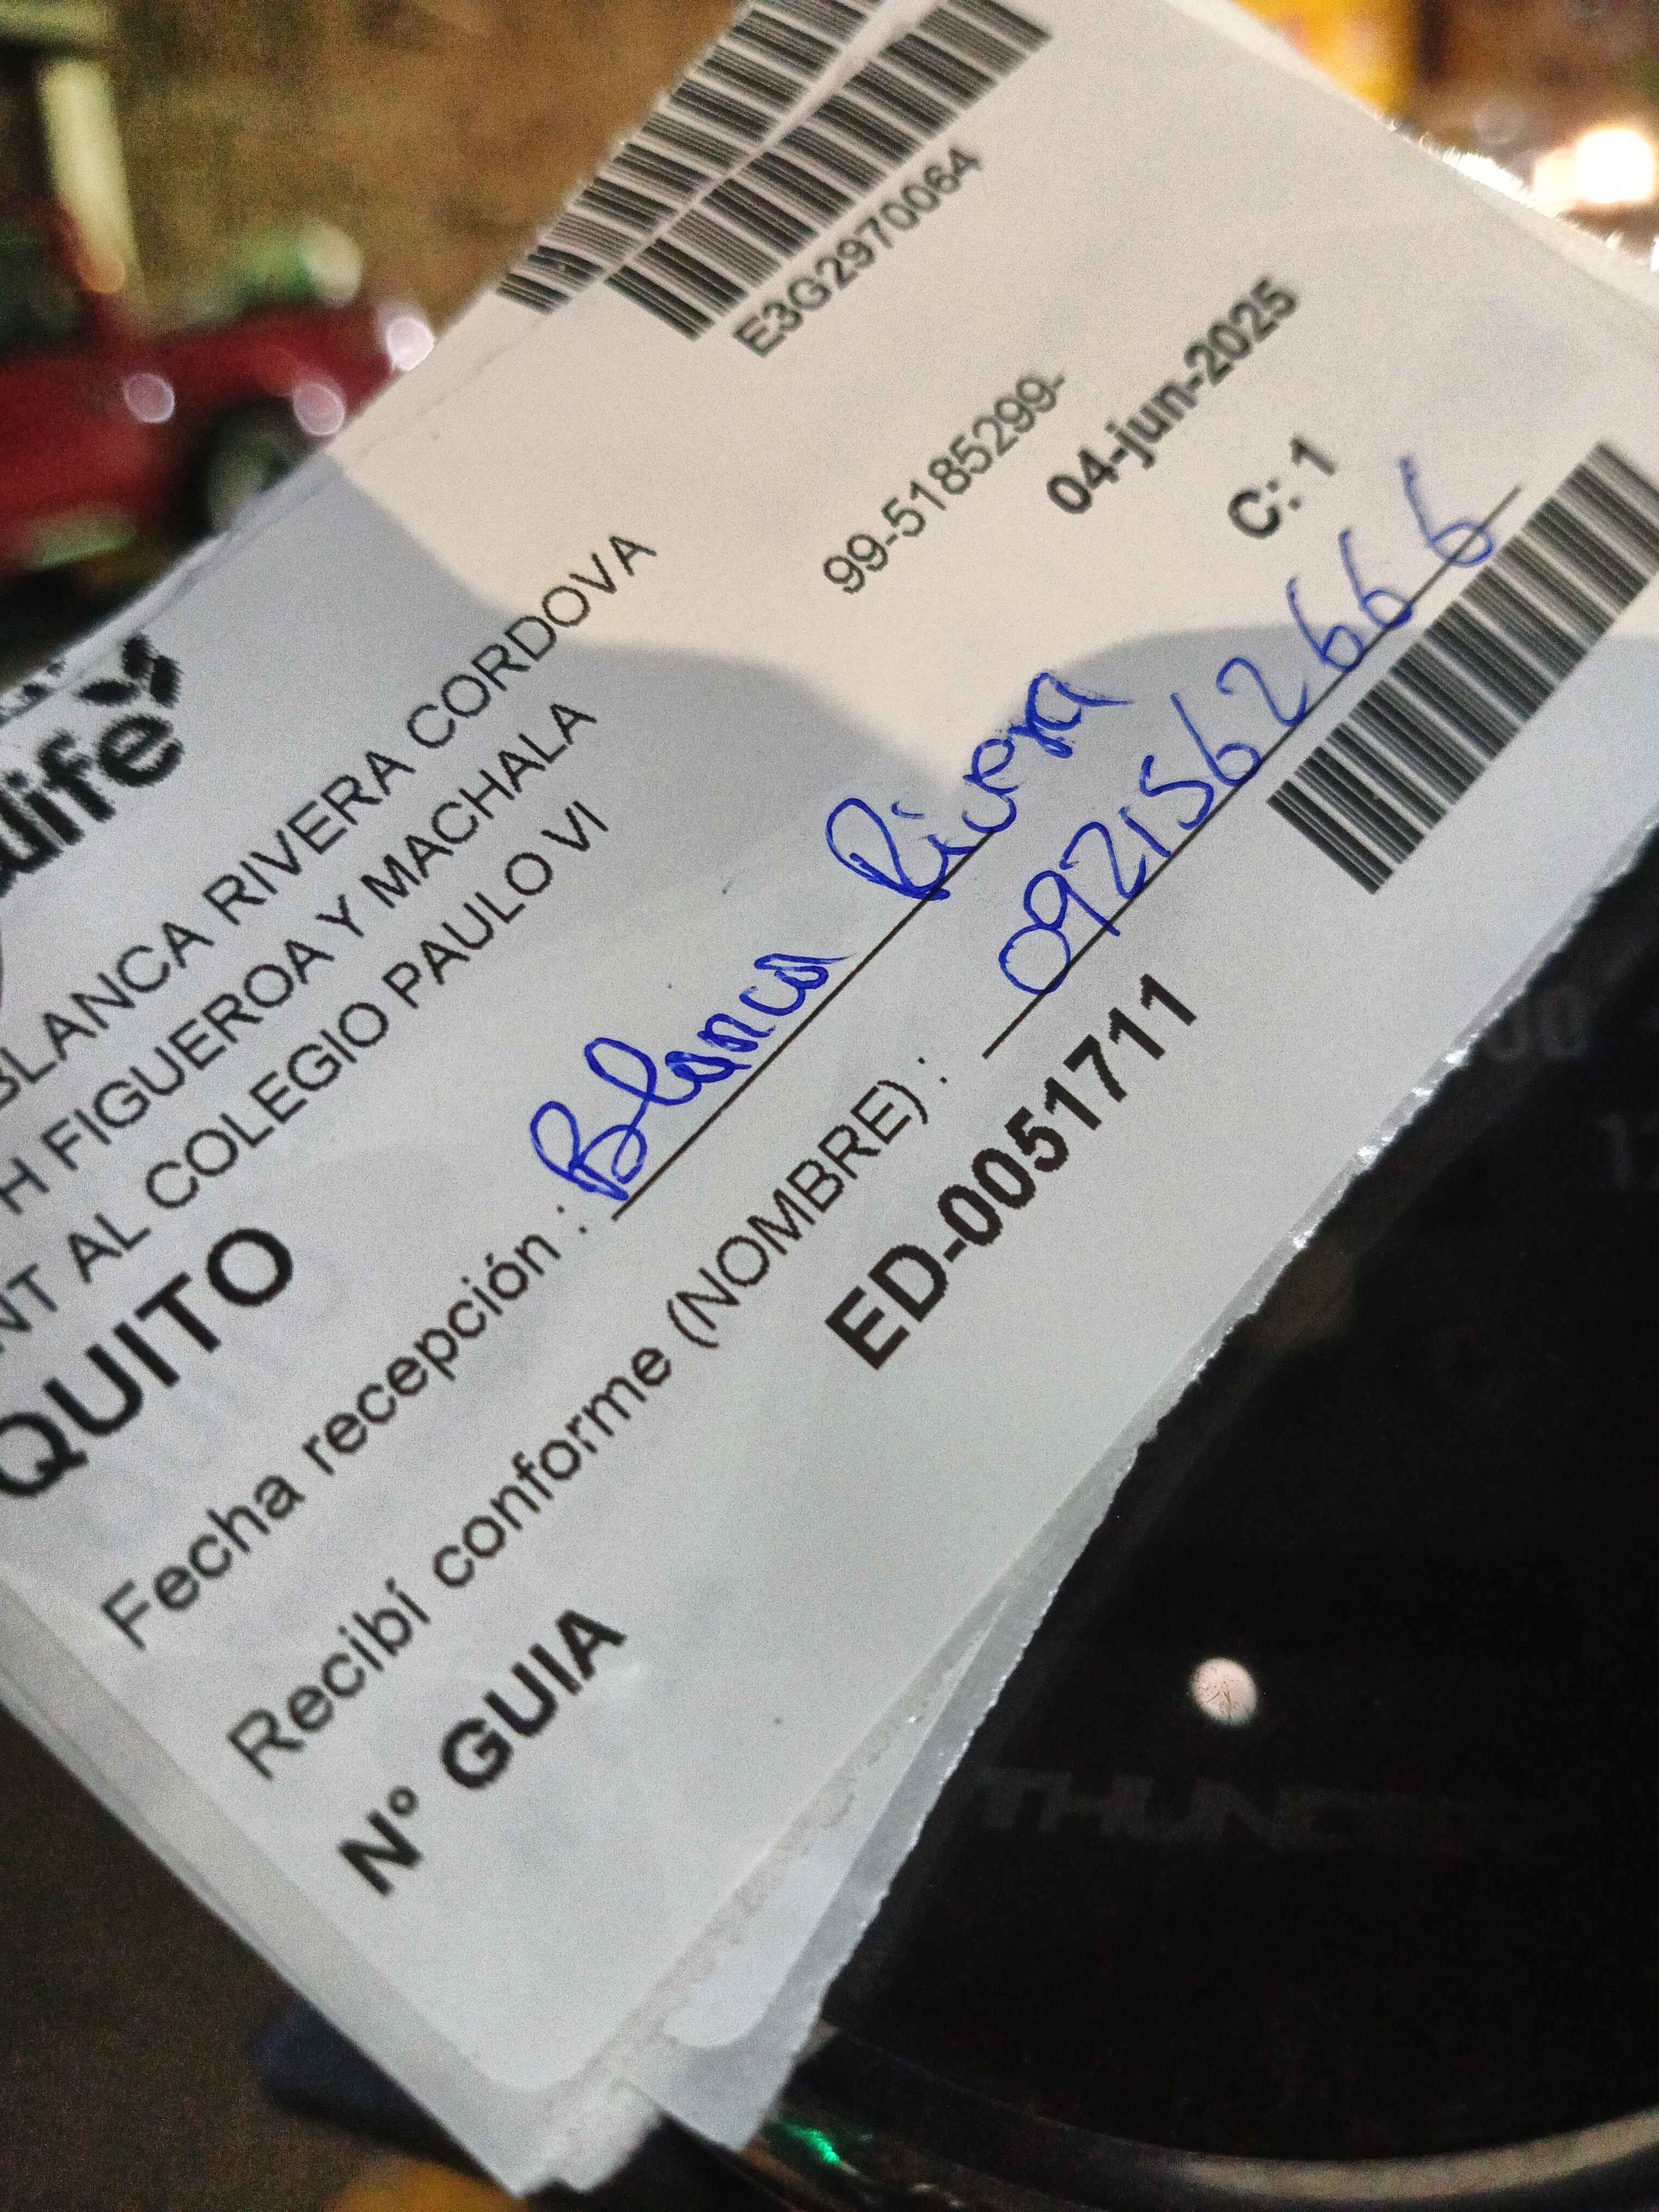 E3G2970064
BLANCA RIVERA CORDOVA
H FIGUEROA Y MACHALA
NT AL COLEGIO PAULO VI
99-5185299-
QUITO
04-jun-2025
C: 1
Fecha recepción : Blanca Rivera
Recibí conforme (NOMBRE) : 0921562666
Nº GUIA ED-0051711